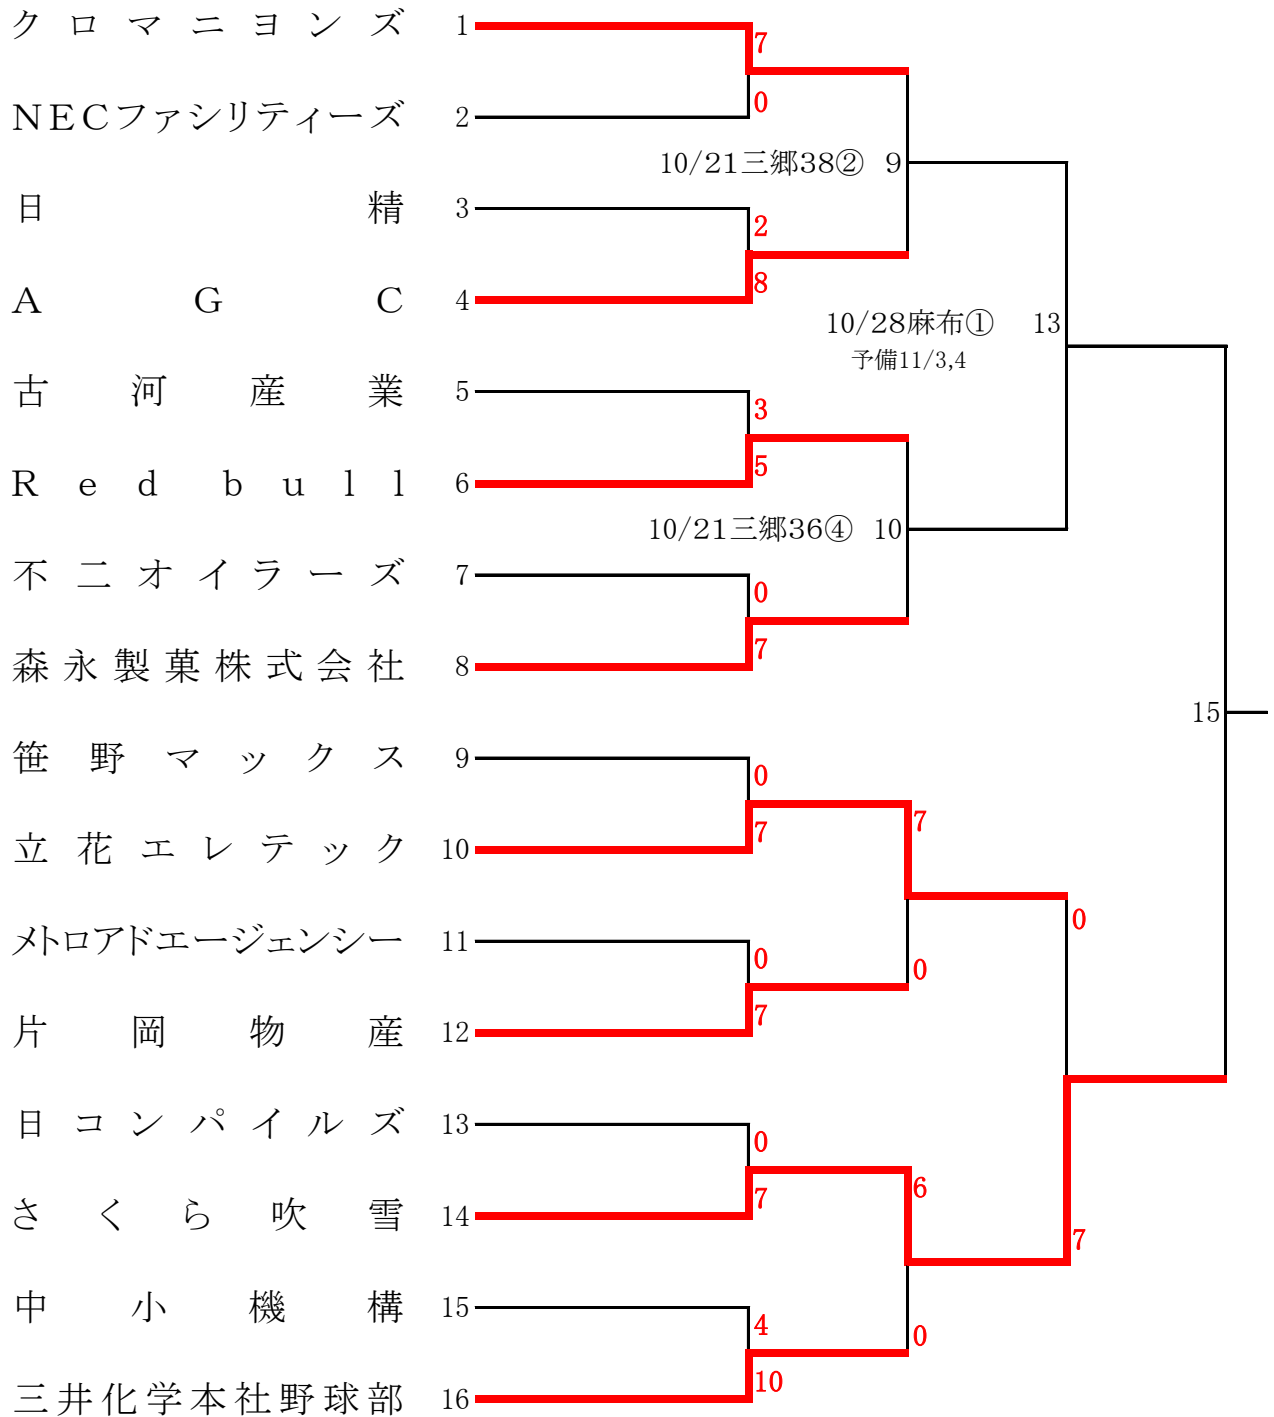 クロマニヨンズ 1
7
0
NECファシリティーズ 2
10/21三郷38② 9
日精 3
2
8
AGC 4
10/28麻布① 13
予備11/3,4
古河産業 5
3
5
Red bull 6
10/21三郷36④ 10
不二オイラーズ 7
0
7
森永製菓株式会社 8
15
笹野マックス 9
0
7
7
立花エレテック 10
0
メトロアドエージェンシー 11
0
0
7
片岡物産 12
日コンパイルズ 13
0
6
7
さくら吹雪 14
7
中小機構 15
4
0
10
三井化学本社野球部 16